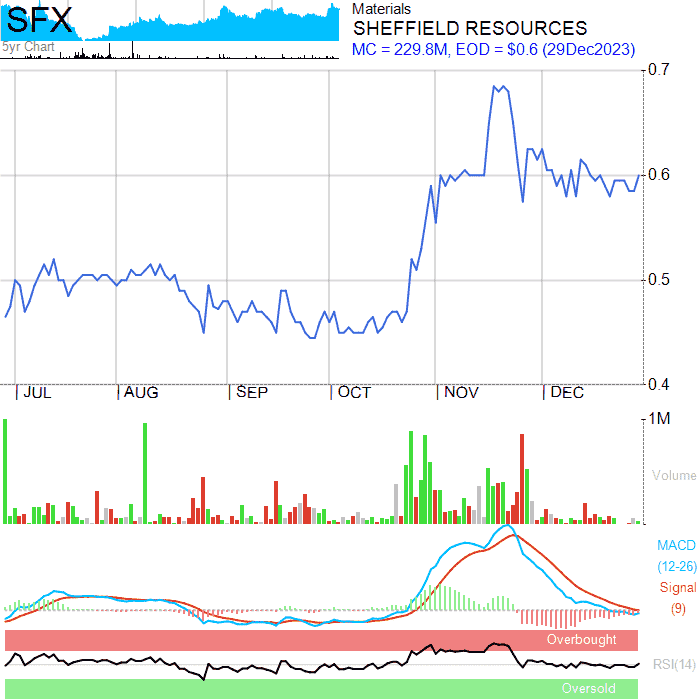 SFX
5yr Chart
Materials
SHEFFIELD RESOURCES
MC = 229.8M, EOD = $0.6 (29Dec2023)
0.7
0.6
0.5
0.4
JUL AUG SEP OCT NOV DEC
1M
Volume
MACD
(12-26)
Signal
(9)
Overbought
RSI(14)
Oversold